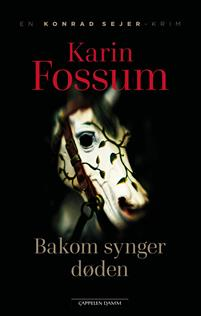 EN KONRAD SEJER-KRIM
Karin
Fossum
Bakom synger
døden
CAPPELEN DAMM